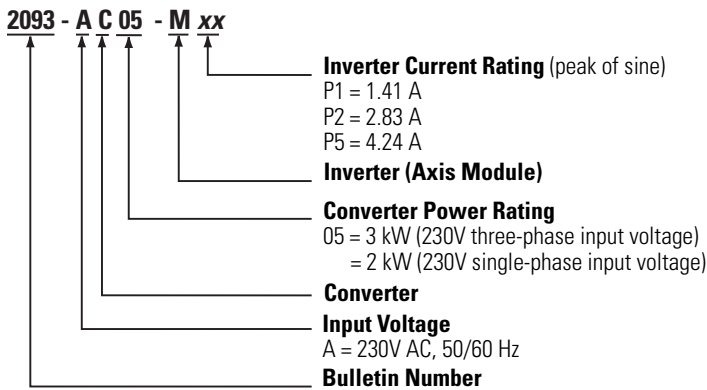 2093 - A C 05 - M xx
Inverter Current Rating (peak of sine)
P1 = 1.41 A
P2 = 2.83 A
P5 = 4.24 A
Inverter (Axis Module)
Converter Power Rating
05 = 3 kW (230V three-phase input voltage)
= 2 kW (230V single-phase input voltage)
Converter
Input Voltage
A = 230V AC, 50/60 Hz
Bulletin Number